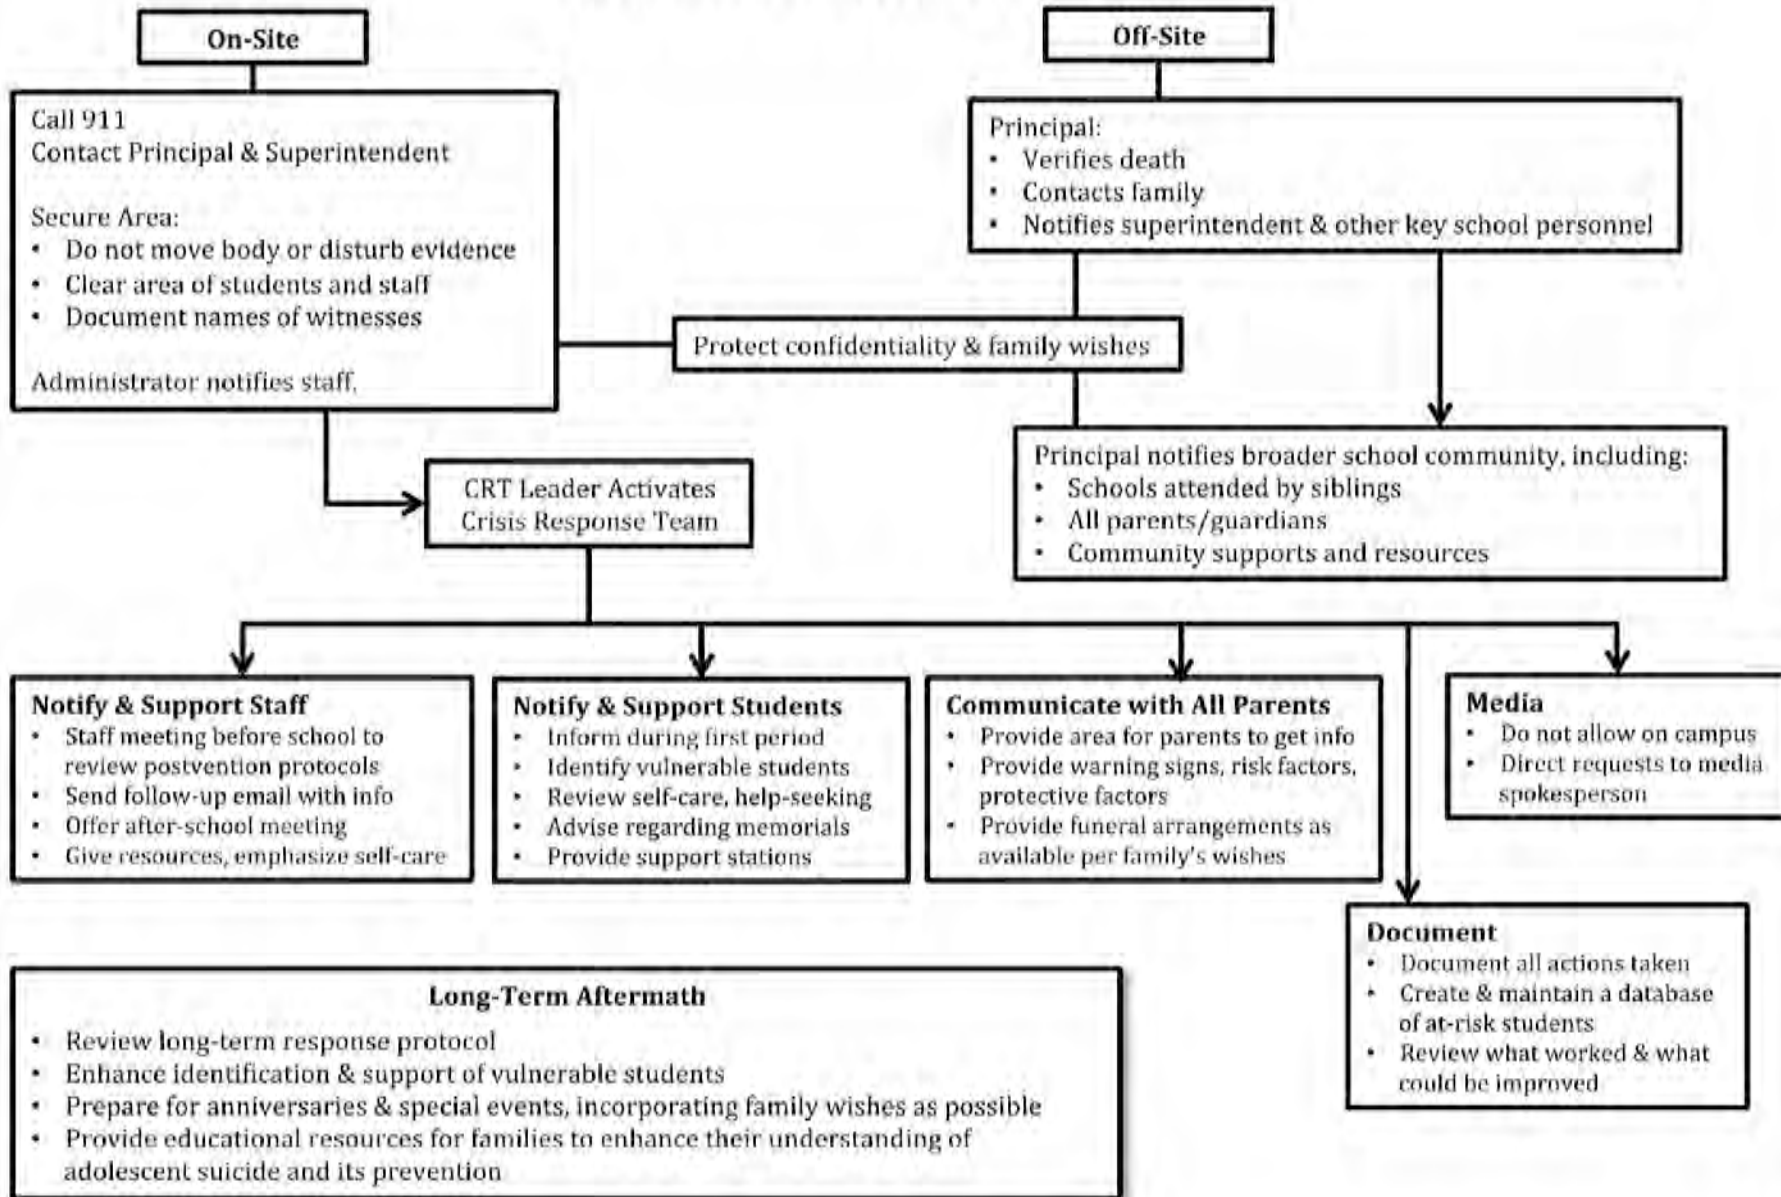 On-Site
Call 911
Contact Principal & Superintendent
Secure Area:
• Do not move body or disturb evidence
• Clear area of students and staff
• Document names of witnesses
Administrator notifies staff.
Off-Site
Principal:
• Verifies death
• Contacts family
• Notifies superintendent & other key school personnel
Protect confidentiality & family wishes
Principal notifies broader school community, including:
• Schools attended by siblings
• All parents/guardians
• Community supports and resources
CRT Leader Activates
Crisis Response Team
Notify & Support Staff
• Staff meeting before school to
review postvention protocols
• Send follow-up email with info
• Offer after-school meeting
• Give resources, emphasize self-care
Notify & Support Students
• Inform during first period
• Identify vulnerable students
• Review self-care, help-seeking
• Advise regarding memorials
• Provide support stations
Communicate with All Parents
• Provide area for parents to get info
• Provide warning signs, risk factors,
protective factors
• Provide funeral arrangements as
available per family's wishes
Media
• Do not allow on campus
• Direct requests to media
spokesperson
Document
• Document all actions taken
• Create & maintain a database
of at-risk students
• Review what worked & what
could be improved
Long-Term Aftermath
• Review long-term response protocol
• Enhance identification & support of vulnerable students
• Prepare for anniversaries & special events, incorporating family wishes as possible
• Provide educational resources for families to enhance their understanding of
adolescent suicide and its prevention